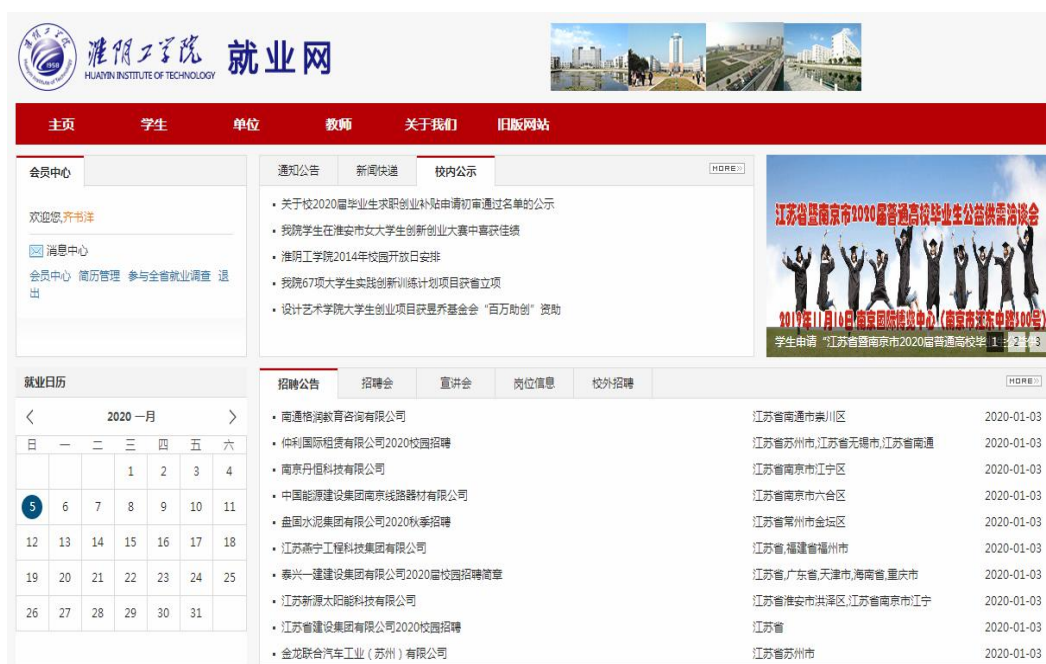 淮阴工学院 就业网
HUAIYIN INSTITUTE OF TECHNOLOGY
1958
主页 学生 单位 教师 关于我们 旧版网站
会员中心
欢迎您,齐书洋
消息中心
会员中心 简历管理 参与全省就业调查 退
出
通知公告 新闻快递 校内公示 MORE»
关于校2020届毕业生求职创业补贴申请初审通过名单的公示
我院学生在淮安市女大学生创新创业大赛中喜获佳绩
淮阴工学院2014年校园开放日安排
我院67项大学生实践创新训练计划项目获省立项
设计艺术学院大学生创业项目获昱乔基金会“百万助创”资助
江苏省暨南京市2020届普通高校毕业生公益供需洽谈会
2019年11月16日南京国际博览中心(南京市江东中路300号)
学生申请“江苏省暨南京市2020届普通高校毕
1 2 3
就业日历
2020 一月
日 一 二 三 四 五 六
1 2 3 4
5 6 7 8 9 10 11
12 13 14 15 16 17 18
19 20 21 22 23 24 25
26 27 28 29 30 31
招聘公告 招聘会 宣讲会 岗位信息 校外招聘 MORE»
南通格润教育咨询有限公司 江苏省南通市崇川区 2020-01-03
仲利国际租赁有限公司2020校园招聘 江苏省苏州市,江苏省无锡市,江苏省南通 2020-01-03
南京丹恒科技有限公司 江苏省南京市江宁区 2020-01-03
中国能源建设集团南京线路器材有限公司 江苏省南京市六合区 2020-01-03
盘固水泥集团有限公司2020秋季招聘 江苏省常州市金坛区 2020-01-03
江苏燕宁工程科技集团有限公司 江苏省,福建省福州市 2020-01-03
泰兴一建建设集团有限公司2020届校园招聘简章 江苏省,广东省,天津市,海南省,重庆市 2020-01-03
江苏新源太阳能科技有限公司 江苏省淮安市洪泽区,江苏省南京市江宁 2020-01-03
江苏省建设集团有限公司2020校园招聘 江苏省 2020-01-03
金龙联合汽车工业(苏州)有限公司 江苏省苏州市 2020-01-03